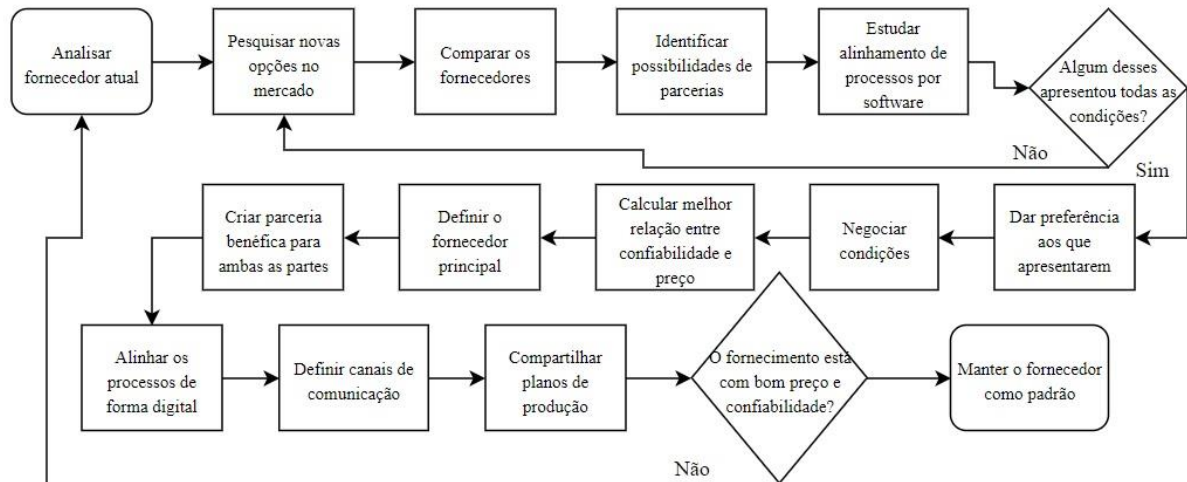 Analisar
fornecedor atual
Pesquisar novas
opções no
mercado
Comparar os
fornecedores
Identificar
possibilidades de
parcerias
Estudar
alinhamento de
processos por
software
Algum desses
apresentou todas as
condições?
Não
Sim
Dar preferência
aos que
apresentarem
Negociar
condições
Calcular melhor
relação entre
confiabilidade e
preço
Definir o
fornecedor
principal
Criar parceria
benéfica para
ambas as partes
Alinhar os
processos de
forma digital
Definir canais de
comunicação
Compartilhar
planos de
produção
O fornecimento está
com bom preço e
confiabilidade?
Manter o fornecedor
como padrão
Não